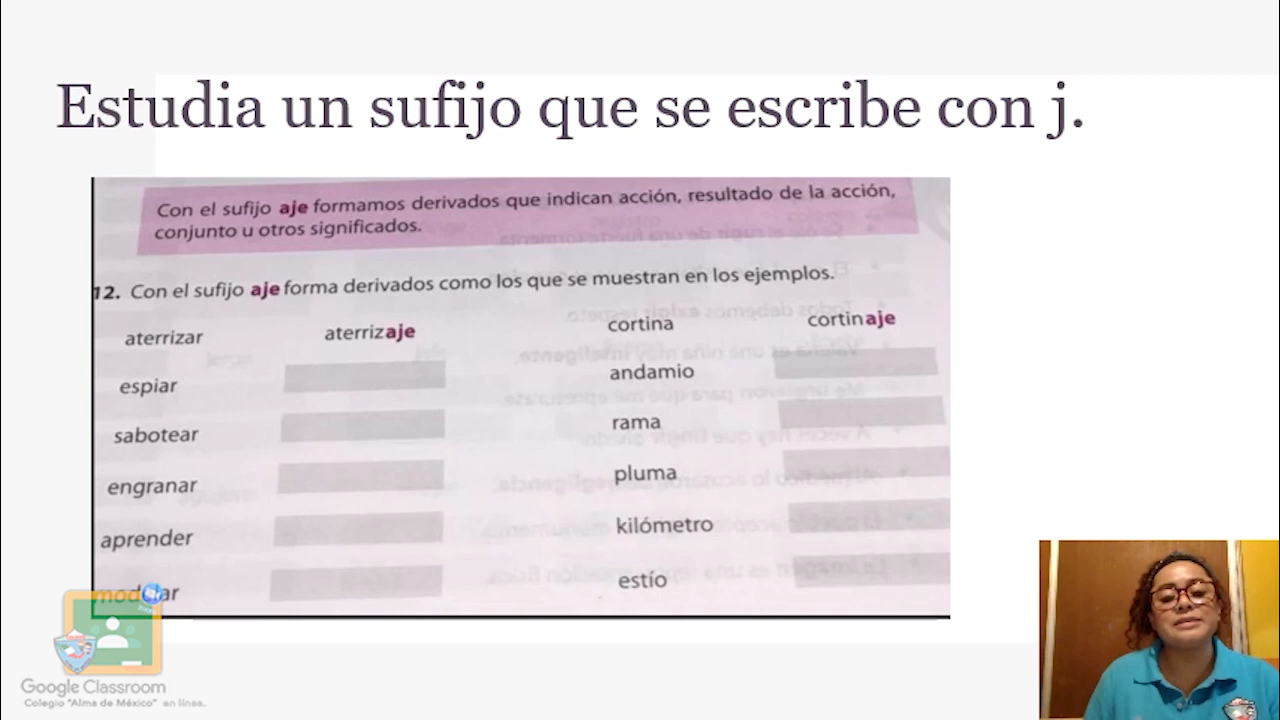 Estudia un sufijo que se escribe con j.
Con el sufijo aje formamos derivados que indican acción, resultado de la acción,
conjunto u otros significados.
12. Con el sufijo aje forma derivados como los que se muestran en los ejemplos.
aterrizar aterrizaje cortina cortinaje
espiar andamio
sabotear rama
engranar pluma
aprender kilómetro
estío
Google Classroom
Colegio "Alma de México" en línea.